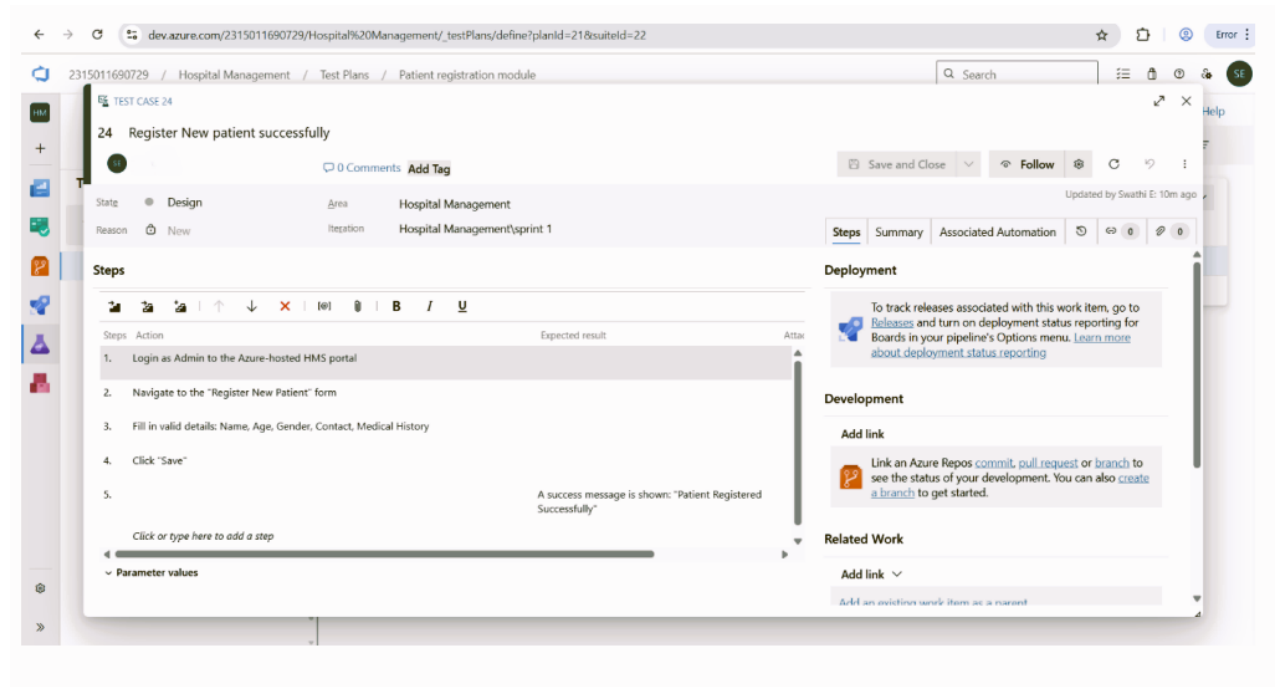 dev.azure.com/2315011690729/Hospital%20Management/_testPlans/define?planId=21&suiteId=22
Error
2315011690729 / Hospital Management / Test Plans / Patient registration module
Search
SE
HM
TEST CASE 24
Help
24 Register New patient successfully
SE
0 Comments Add Tag
Save and Close
Follow
State Design
Area Hospital Management
Updated by Swathi E: 10m ago
Reason New
Iteration Hospital Management\sprint 1
Steps Summary Associated Automation 0 0
Steps
B I U
Steps Action Expected result Attac
1. Login as Admin to the Azure-hosted HMS portal
2. Navigate to the "Register New Patient" form
3. Fill in valid details: Name, Age, Gender, Contact, Medical History
4. Click "Save"
5. A success message is shown: "Patient Registered
Successfully"
Click or type here to add a step
Parameter values
Deployment
To track releases associated with this work item, go to
Releases and turn on deployment status reporting for
Boards in your pipeline's Options menu. Learn more
about deployment status reporting
Development
Add link
Link an Azure Repos commit, pull request or branch to
see the status of your development. You can also create
a branch to get started.
Related Work
Add link
Add an existing work item as a parent